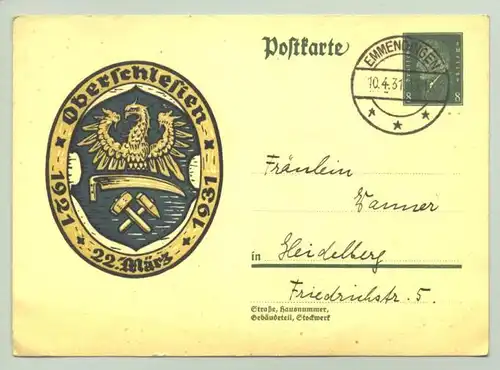 Oberschlesien
1921 1931
22. März
Postkarte
EMMENDINGEN
10.4.31
8 8
Fräulein
Wanner
in Heidelberg
Friedrichstr. 5.
Straße, Hausnummer,
Gebäudeteil, Stockwerk